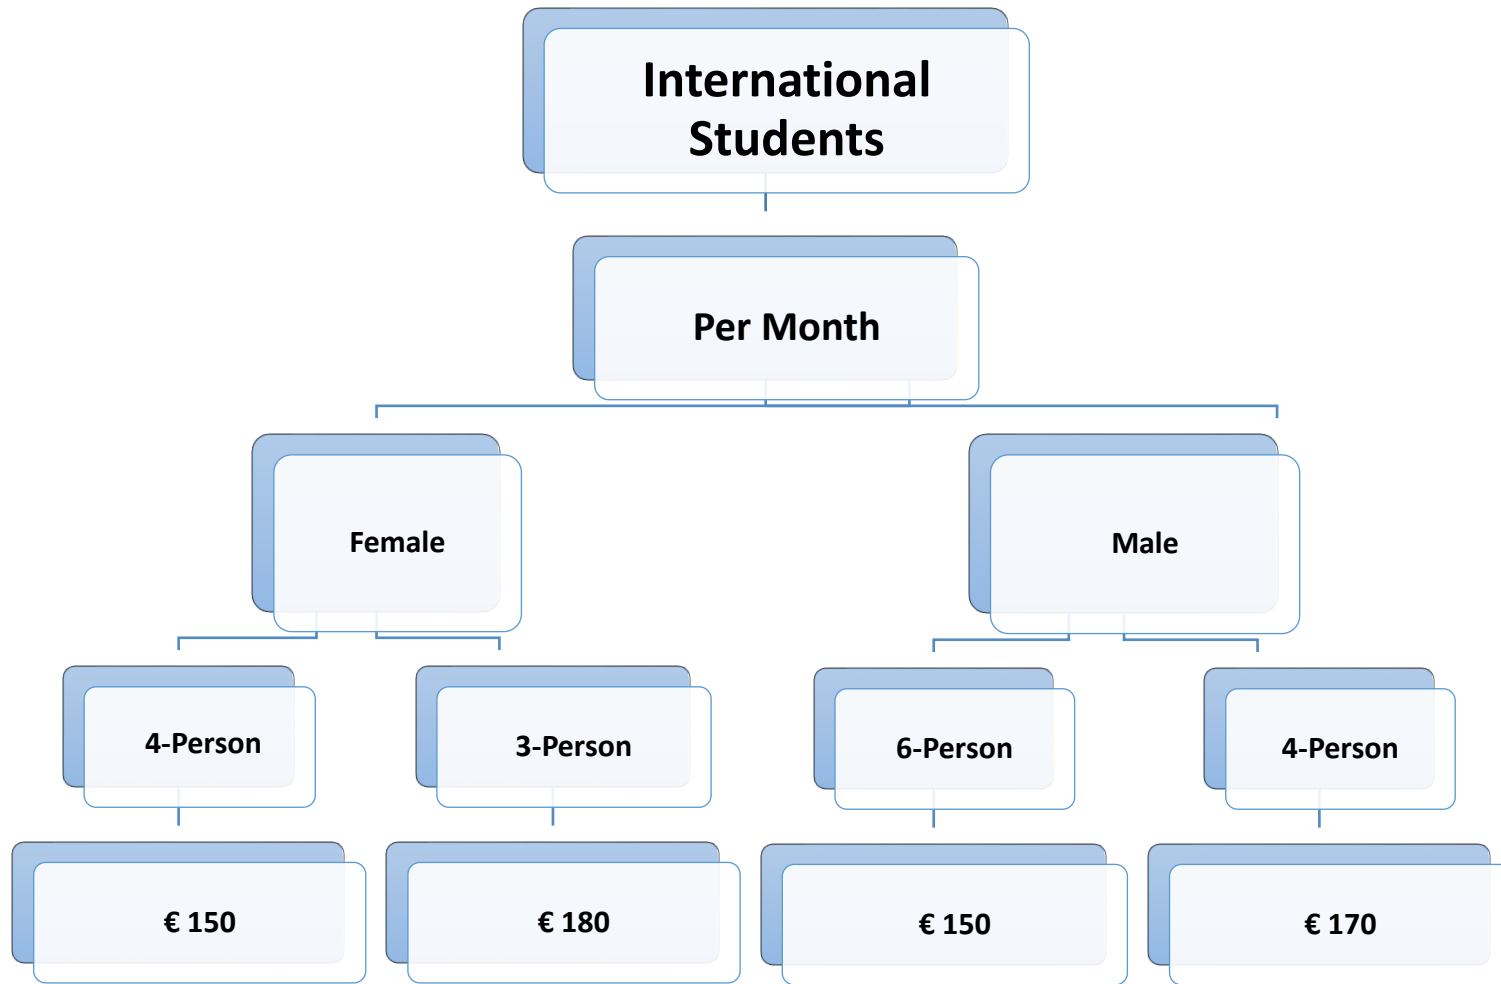 International
Students
Per Month
Female
Male
4-Person
3-Person
6-Person
4-Person
€ 150
€ 180
€ 150
€ 170